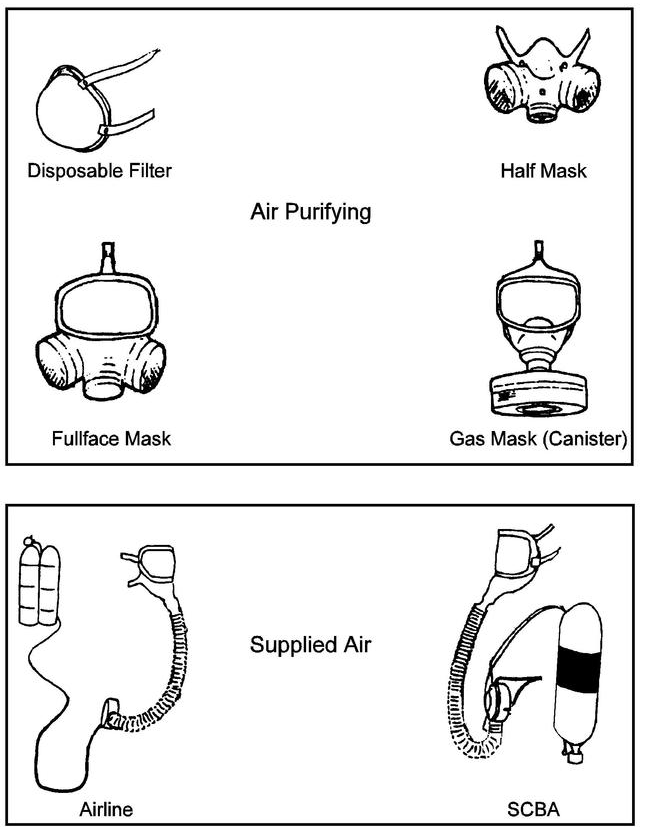 Disposable Filter
Half Mask
Air Purifying
Fullface Mask
Gas Mask (Canister)
Supplied Air
Airline
SCBA